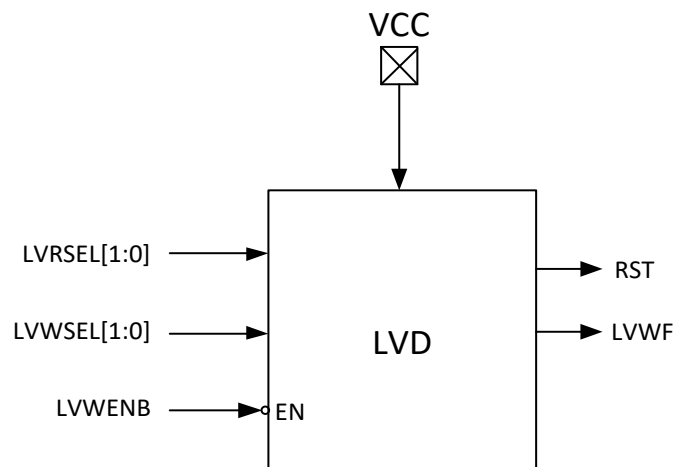 VCC
LVRSEL[1:0]
RST
LVWSEL[1:0]
LVD
LVWF
LVWENB
EN